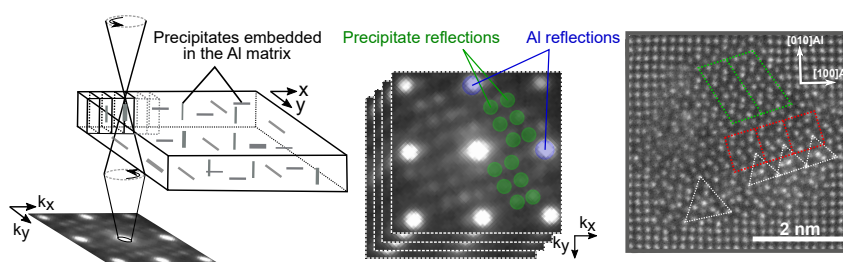 Precipitates embedded
in the Al matrix
x
y
kx
ky
Precipitate reflections
Al reflections
kx
ky
[010]Al
[100]A
2 nm